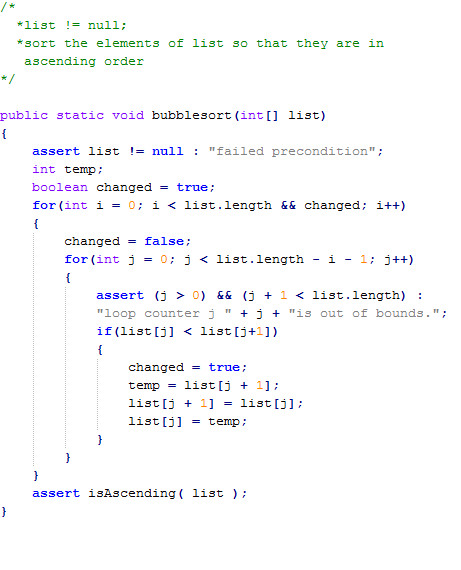 /*
  *list != null;
  *sort the elements of list so that they are in
   ascending order
*/

public static void bubblesort(int[] list)
{
    assert list != null : "failed precondition";
    int temp;
    boolean changed = true;
    for(int i = 0; i < list.length && changed; i++)
    {
        changed = false;
        for(int j = 0; j < list.length - i - 1; j++)
        {
            assert (j > 0) && (j + 1 < list.length) :
            "loop counter j " + j + "is out of bounds.";
            if(list[j] < list[j+1])
            {
                changed = true;
                temp = list[j + 1];
                list[j + 1] = list[j];
                list[j] = temp;
            }
        }
    }
    assert isAscending( list );
}